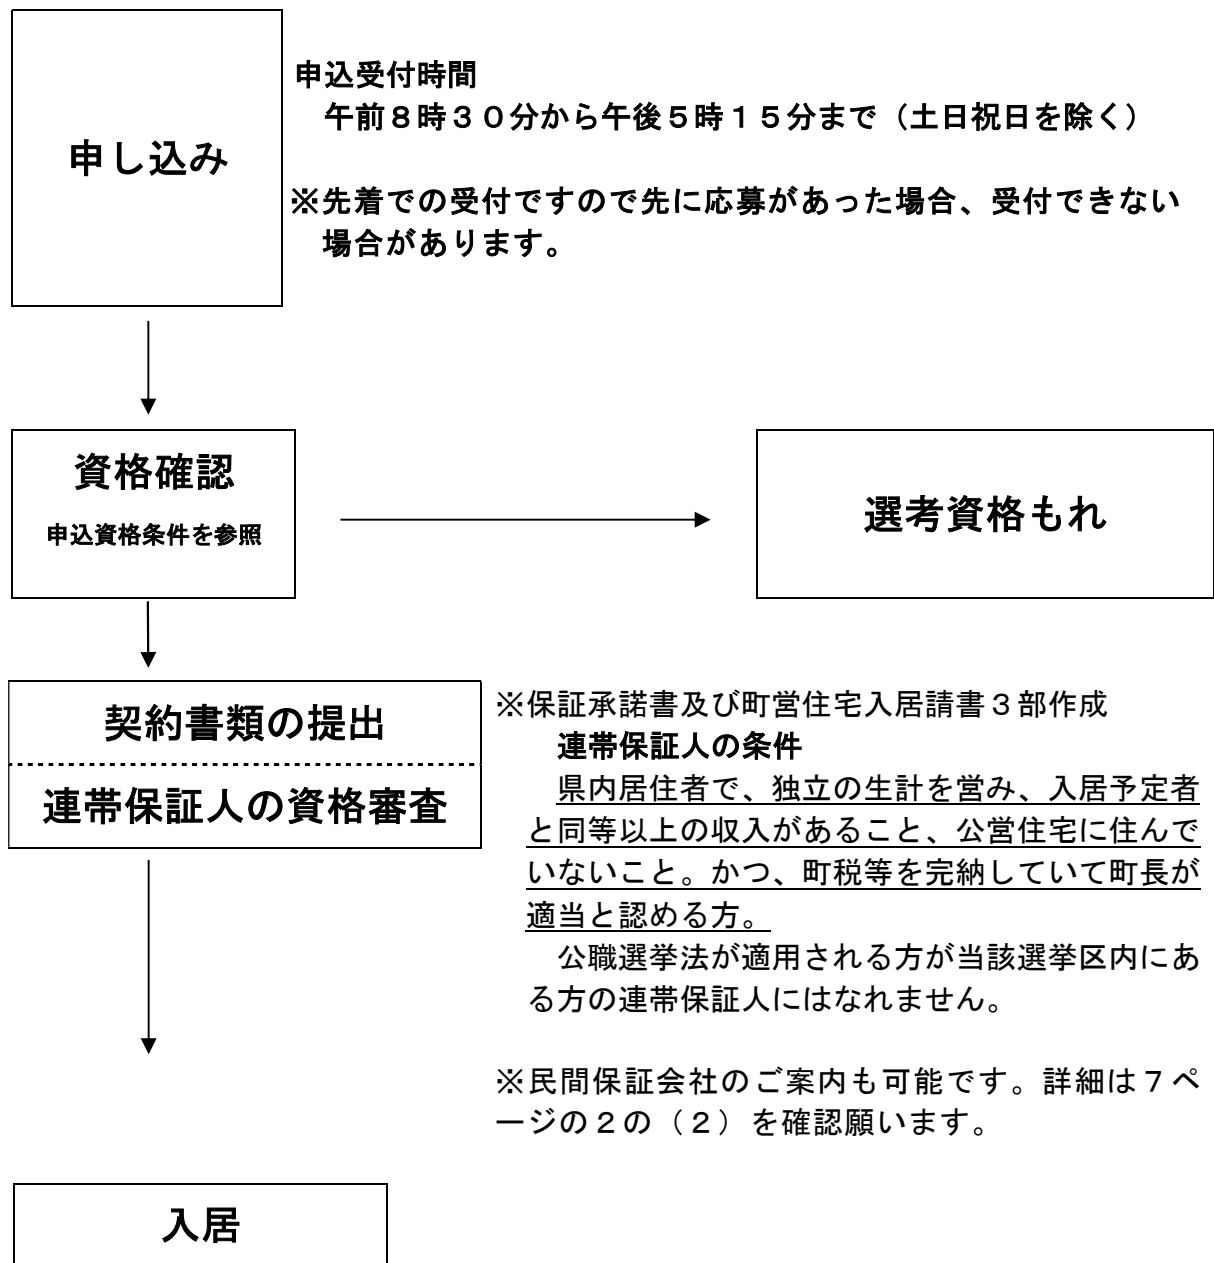 申し込み
申込受付時間
午前８時３０分から午後５時１５分まで（土日祝日を除く）
※先着での受付ですので先に応募があった場合、受付できない
場合があります。
資格確認
申込資格条件を参照
選考資格もれ
契約書類の提出
連帯保証人の資格審査
※保証承諾書及び町営住宅入居請書３部作成
連帯保証人の条件
県内居住者で、独立の生計を営み、入居予定者
と同等以上の収入があること、公営住宅に住んで
いないこと。かつ、町税等を完納していて町長が
適当と認める方。
公職選挙法が適用される方が当該選挙区内にあ
る方の連帯保証人にはなれません。
※民間保証会社のご案内も可能です。詳細は７ペ
ージの２の（２）を確認願います。
入居